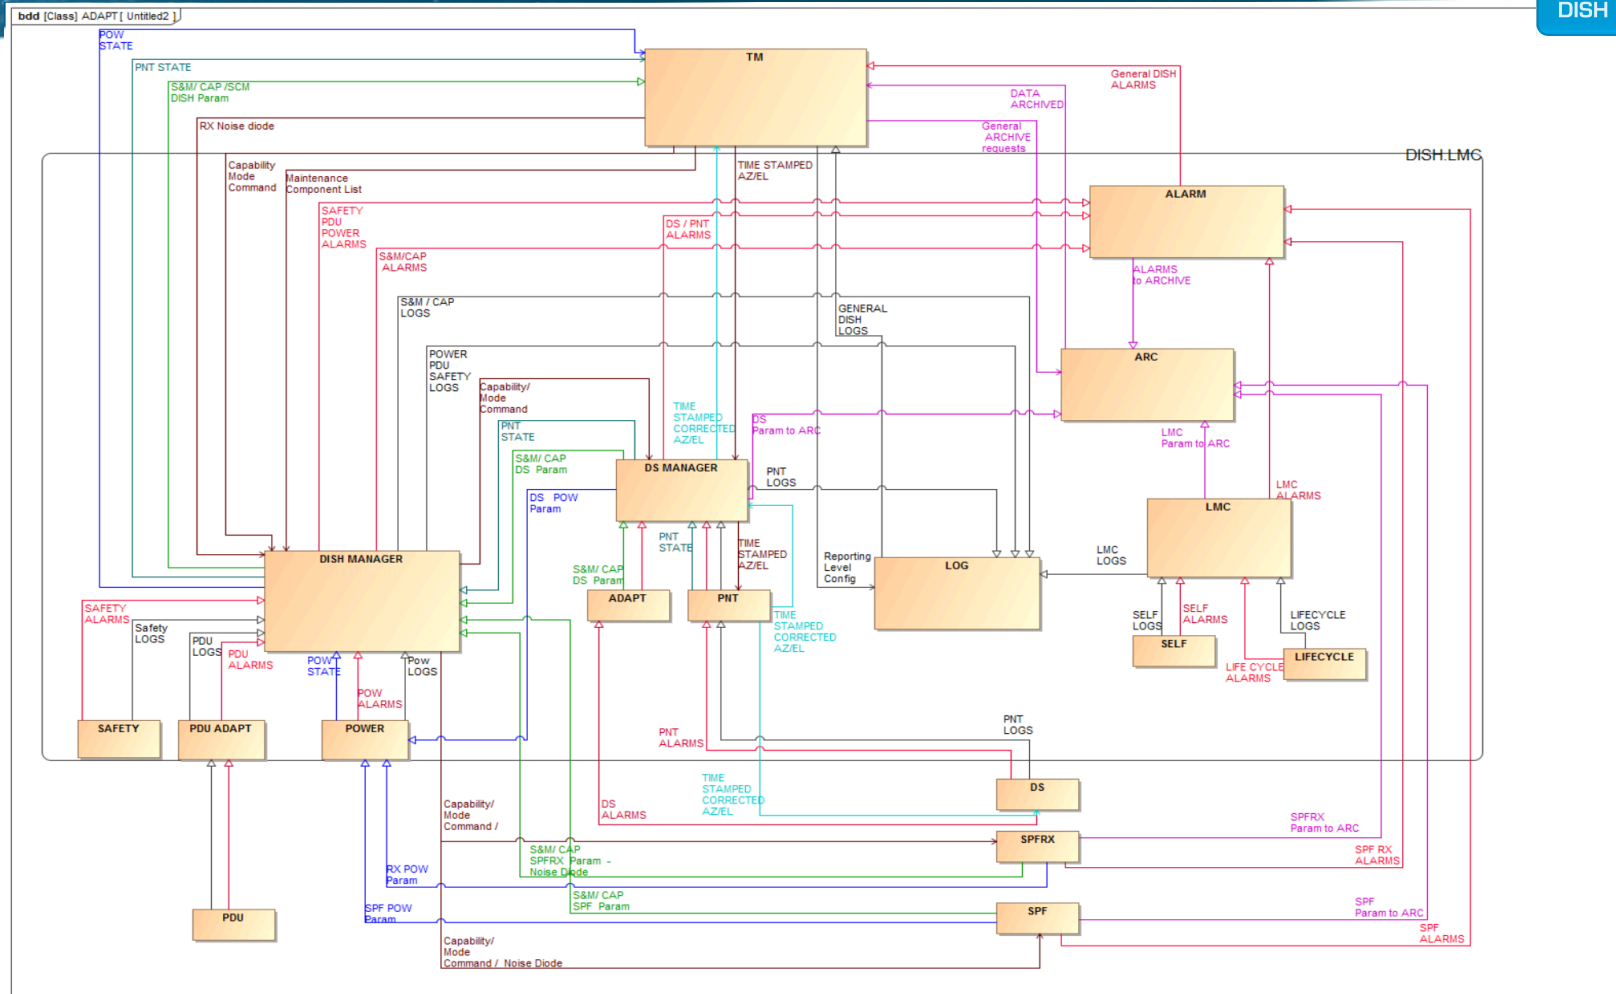 bdd [Class] ADAPT [ Untitled2 ]
DISH
POW
STATE
TM
PNT STATE
General DISH
ALARMS
S&M/ CAP /SCM
DISH Param
DATA
ARCHIVED
RX Noise diode
General
ARCHIVE
requests
DISH.LMC
Capability
Mode
Command
Maintenance
Component List
TIME STAMPED
AZ/EL
ALARM
SAFETY
PDU
POWER
ALARMS
DS / PNT
ALARMS
S&M/CAP
ALARMS
ALARMS
to ARCHIVE
S&M / CAP
LOGS
GENERAL
DISH
LOGS
POWER
PDU
SAFETY
LOGS
ARC
Capability/
Mode
Command
TIME
STAMPED
CORRECTED
AZ/EL
DS
Param to ARC
PNT
STATE
LMC
Param to ARC
S&M/ CAP
DS Param
DS MANAGER
PNT
LOGS
DS POW
Param
LMC
ALARMS
LMC
PNT
STATE
TIME
STAMPED
AZ/EL
DISH MANAGER
Reporting
Level
Config
LOG
LMC
LOGS
S&M/ CAP
DS Param
ADAPT
PNT
SAFETY
ALARMS
Safety
LOGS
PDU
LOGS
PDU
ALARMS
TIME
STAMPED
CORRECTED
AZ/EL
SELF
LOGS
SELF
ALARMS
LIFECYCLE
LOGS
SELF
LIFECYCLE
LIFE CYCLE
ALARMS
POW
STATE
Pow
LOGS
POW
ALARMS
SAFETY
PDU ADAPT
POWER
PNT
ALARMS
PNT
LOGS
TIME
STAMPED
CORRECTED
AZ/EL
DS
Capability/
Mode
Command /
DS
ALARMS
SPFRX
SPFRX
Param to ARC
S&M/ CAP
SPFRX Param -
Noise Diode
SPF RX
ALARMS
RX POW
Param
S&M/ CAP
SPF Param
SPF POW
Param
PDU
SPF
SPF
Param to ARC
SPF
ALARMS
Capability/
Mode
Command / Noise Diode